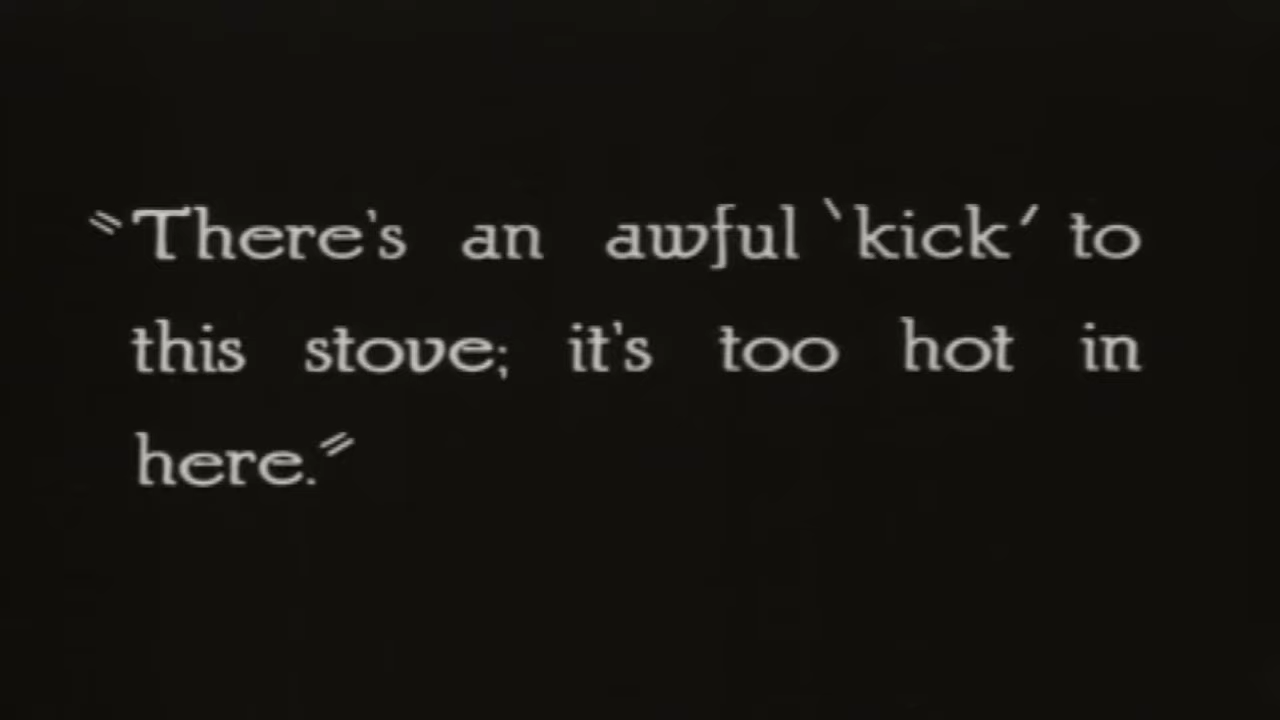 "There's an awful 'kick' to
this stove; it's too hot in
here."